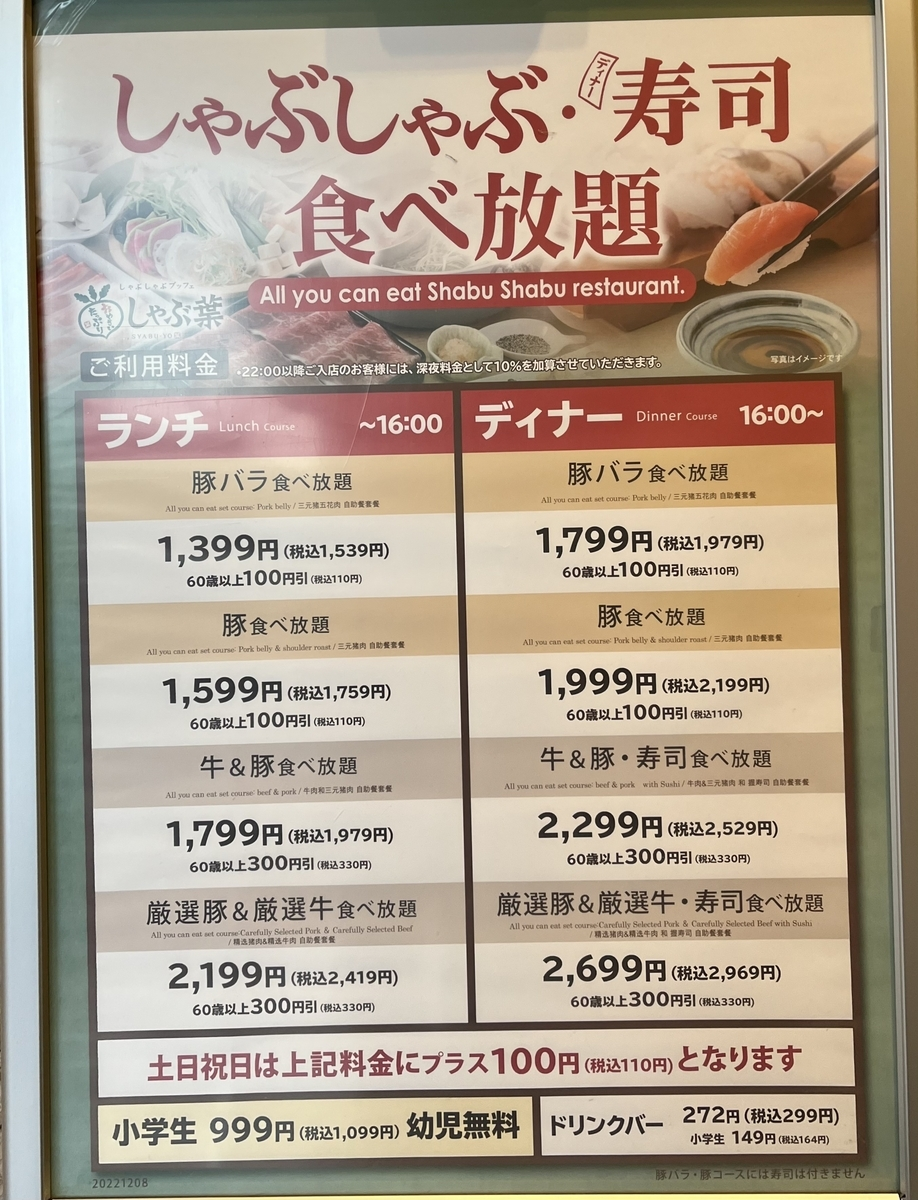 しゃぶしゃぶ・ディナー寿司
食べ放題
All you can eat Shabu Shabu restaurant.
しゃぶしゃぶブッフェ
しゃぶ葉
写真はイメージです
ご利用料金
•22:00以降ご入店のお客様には、深夜料金として10%を加算させていただきます。
ランチ Lunch Course ~16:00
豚バラ食べ放題
All you can eat set course: Pork belly / 三元猪五花肉 自助餐套餐
1,399円(税込1,539円)
60歳以上100円引(税込110円)
豚食べ放題
All you can eat set course: Pork belly & shoulder roast / 三元猪肉 自助餐套餐
1,599円(税込1,759円)
60歳以上100円引(税込110円)
牛&豚食べ放題
All you can eat set course: beef & pork / 牛肉和三元猪肉 自助餐套餐
1,799円(税込1,979円)
60歳以上300円引(税込330円)
厳選豚&厳選牛食べ放題
All you can eat set course:Carefully Selected Pork & Carefully Selected Beef
/ 精选猪肉&精选牛肉 自助餐套餐
2,199円(税込2,419円)
60歳以上300円引(税込330円)
ディナー Dinner Course 16:00~
豚バラ食べ放題
All you can eat set course: Pork belly / 三元猪五花肉 自助餐套餐
1,799円(税込1,979円)
60歳以上100円引(税込110円)
豚食べ放題
All you can eat set course: Pork belly & shoulder roast / 三元猪肉 自助餐套餐
1,999円(税込2,199円)
60歳以上100円引(税込110円)
牛&豚・寿司食べ放題
All you can eat set course: beef & pork with Sushi / 牛肉&三元猪肉 和 握寿司 自助餐套餐
2,299円(税込2,529円)
60歳以上300円引(税込330円)
厳選豚&厳選牛・寿司食べ放題
All you can eat set course:Carefully Selected Pork & Carefully Selected Beef with Sushi
/ 精选猪肉&精选牛肉 和 握寿司 自助餐套餐
2,699円(税込2,969円)
60歳以上300円引(税込330円)
土日祝日は上記料金にプラス100円(税込110円)となります
小学生 999円(税込1,099円) 幼児無料
ドリンクバー 272円(税込299円)
小学生 149円(税込164円)
20221208
豚バラ・豚コースには寿司は付きません